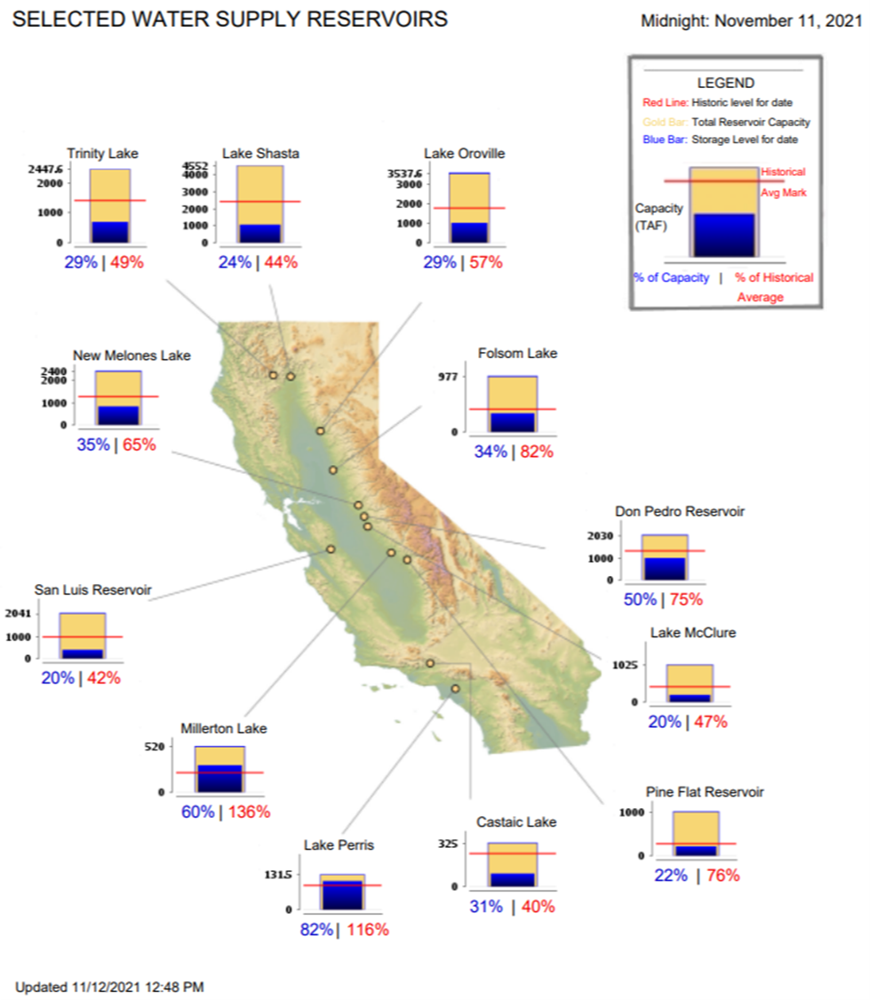 SELECTED WATER SUPPLY RESERVOIRS
Midnight: November 11, 2021
LEGEND
Red Line: Historic level for date
Gold Bar: Total Reservoir Capacity
Blue Bar: Storage Level for date
Historical
Avg Mark
Capacity
(TAF)
% of Capacity | % of Historical
Average
Trinity Lake
2447.6
2000
1000
0
29% | 49%
Lake Shasta
4552
4000
3000
2000
1000
0
24% | 44%
Lake Oroville
3537.6
3000
2000
1000
0
29% | 57%
New Melones Lake
2400
2000
1000
0
35% | 65%
Folsom Lake
977
0
34% | 82%
Don Pedro Reservoir
2030
1000
0
50% | 75%
San Luis Reservoir
2041
1000
0
20% | 42%
Lake McClure
1025
0
20% | 47%
Millerton Lake
520
0
60% | 136%
Pine Flat Reservoir
1000
0
22% | 76%
Castaic Lake
325
0
31% | 40%
Lake Perris
131.5
0
82% | 116%
Updated 11/12/2021 12:48 PM